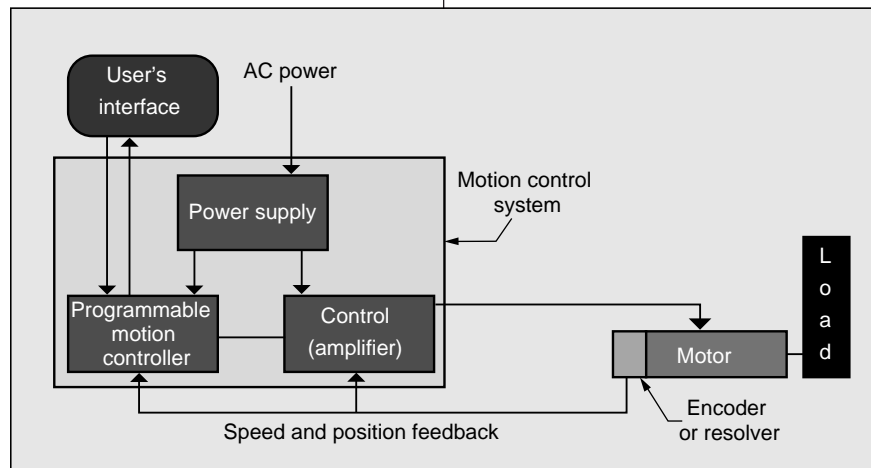 User's
interface
AC power
Power supply
Motion control
system
Programmable
motion
controller
Control
(amplifier)
Motor
L
o
a
d
Encoder
or resolver
Speed and position feedback